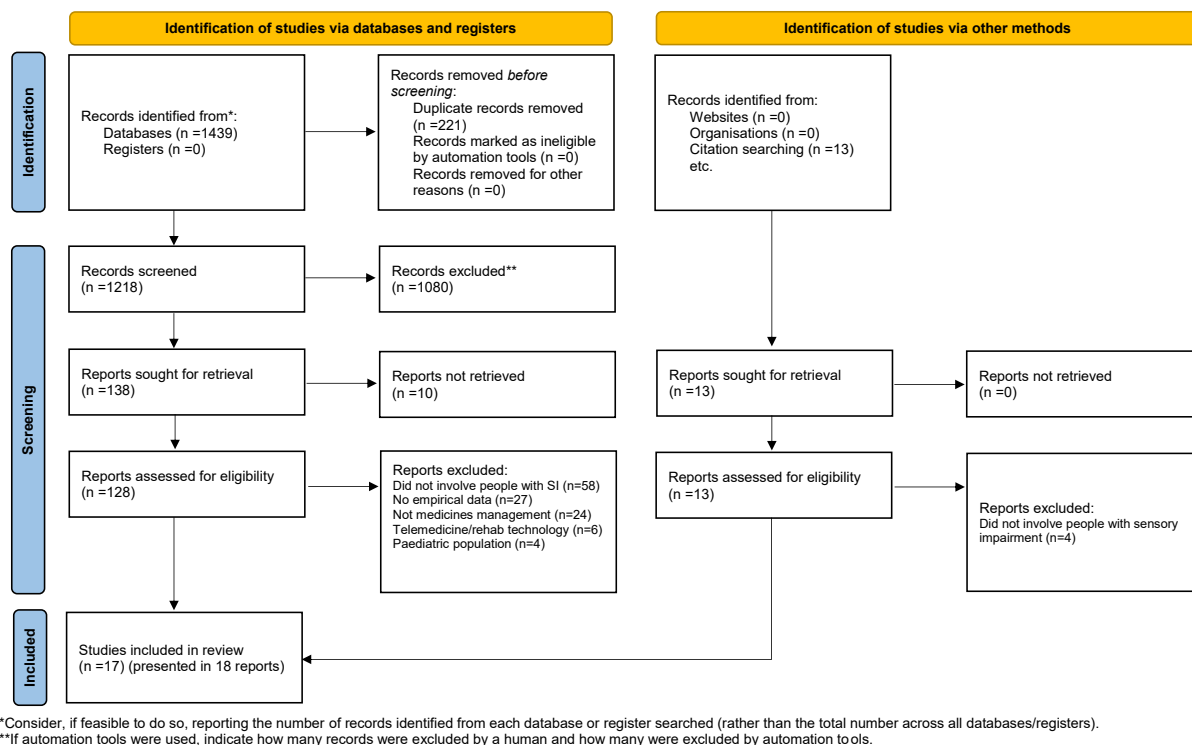 Identification of studies via databases and registers
Identification of studies via other methods
Identification
Records identified from*:
Databases (n =1439)
Registers (n =0)
Records removed before
screening:
Duplicate records removed
(n =221)
Records marked as ineligible
by automation tools (n =0)
Records removed for other
reasons (n =0)
Records identified from:
Websites (n =0)
Organisations (n =0)
Citation searching (n =13)
etc.
Screening
Records screened
(n =1218)
Records excluded**
(n =1080)
Reports sought for retrieval
(n =138)
Reports not retrieved
(n =10)
Reports sought for retrieval
(n =13)
Reports not retrieved
(n =0)
Reports assessed for eligibility
(n =128)
Reports excluded:
Did not involve people with SI (n=58)
No empirical data (n=27)
Not medicines management (n=24)
Telemedicine/rehab technology (n=6)
Paediatric population (n=4)
Reports assessed for eligibility
(n =13)
Reports excluded:
Did not involve people with sensory
impairment (n=4)
Included
Studies included in review
(n =17) (presented in 18 reports)
*Consider, if feasible to do so, reporting the number of records identified from each database or register searched (rather than the total number across all databases/registers).
**If automation tools were used, indicate how many records were excluded by a human and how many were excluded by automation tools.